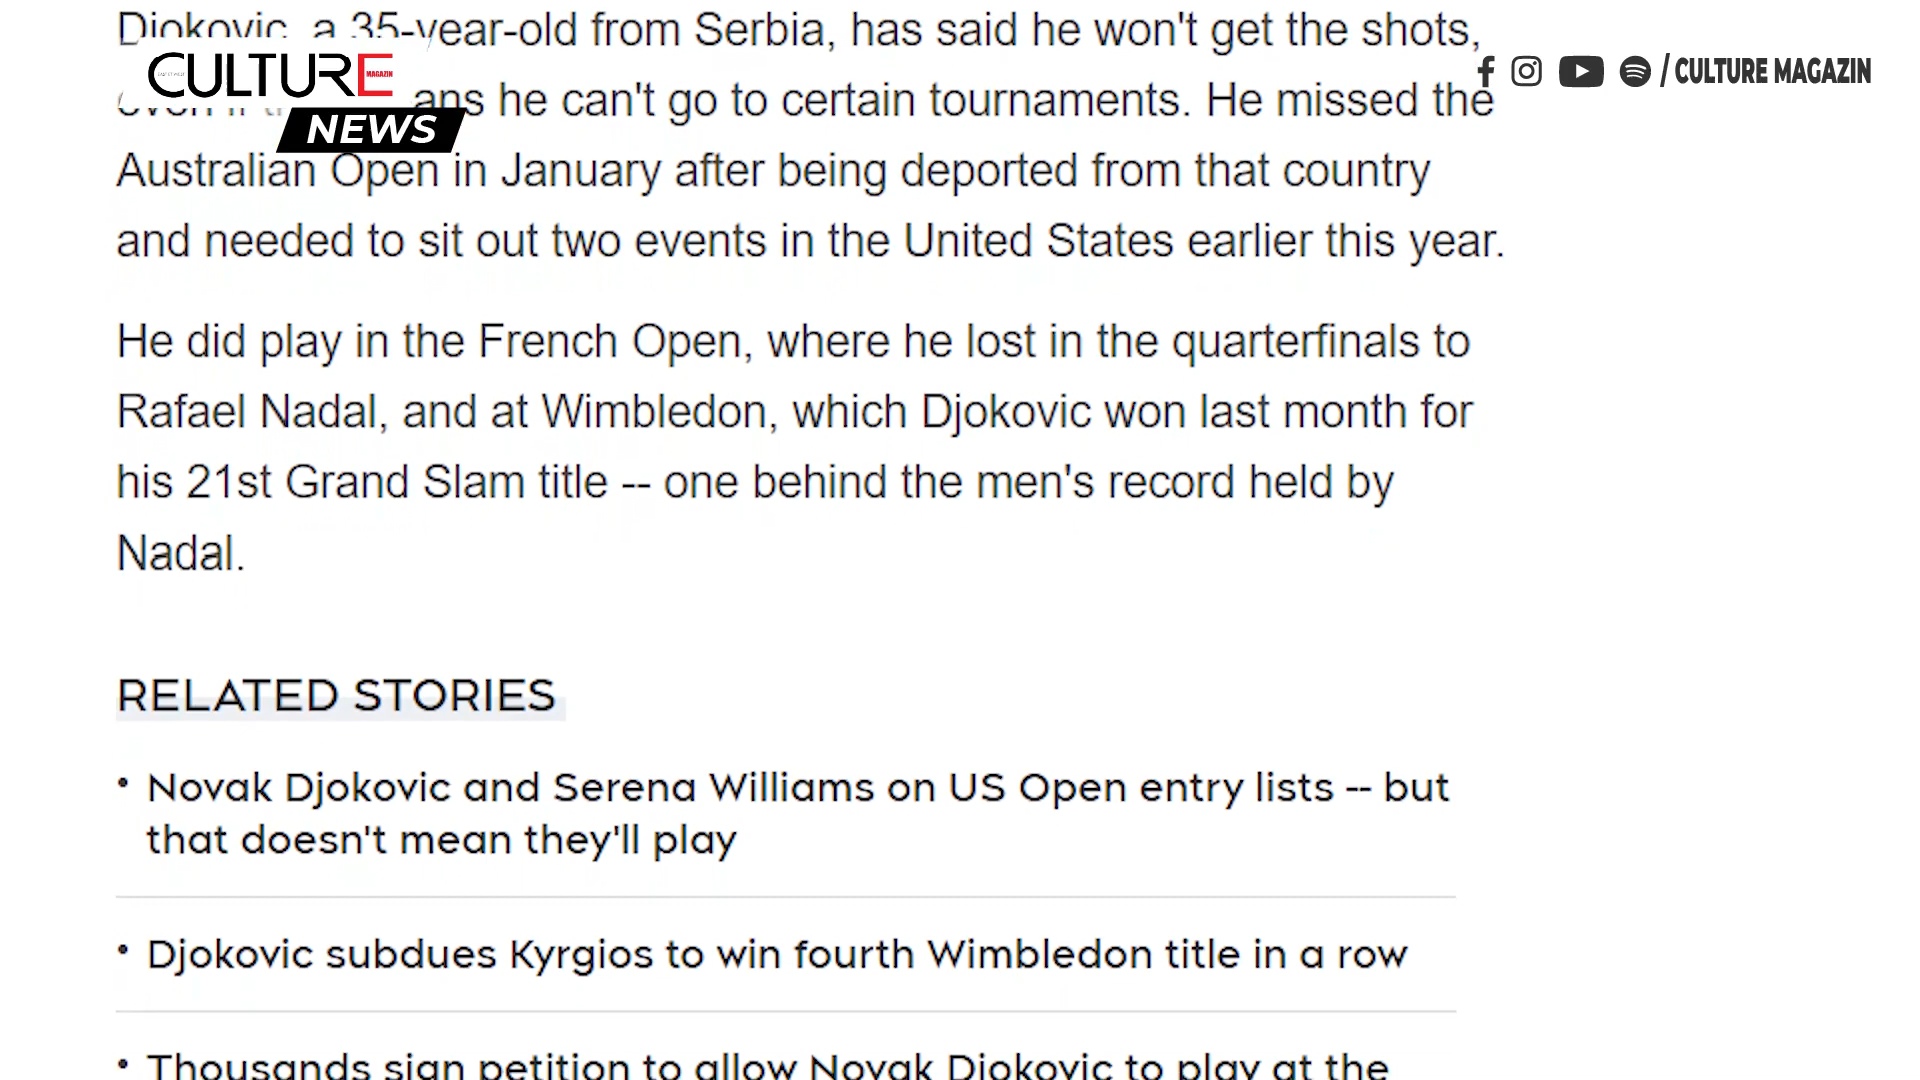 Djokovic, a 35-year-old from Serbia, has said he won't get the shots,
CULTURE
MAGAZIN
/ CULTURE MAGAZIN
he can't go to certain tournaments. He missed the
NEWS
Australian Open in January after being deported from that country
and needed to sit out two events in the United States earlier this year.
He did play in the French Open, where he lost in the quarterfinals to
Rafael Nadal, and at Wimbledon, which Djokovic won last month for
his 21st Grand Slam title -- one behind the men's record held by
Nadal.
RELATED STORIES
• Novak Djokovic and Serena Williams on US Open entry lists -- but
that doesn't mean they'll play
• Djokovic subdues Kyrgios to win fourth Wimbledon title in a row
• Thousands sign petition to allow Novak Djokovic to play at the